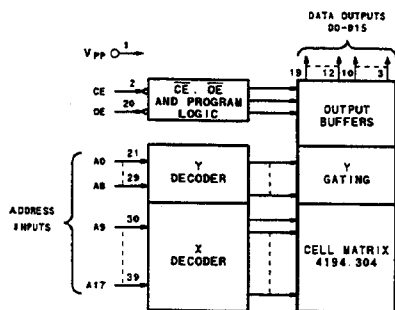 DATA OUTPUTS
DO-D15
VPP 1
19 12 10 3
CE 2
OE 20
CE, OE
AND PROGRAM
LOGIC
OUTPUT
BUFFERS
A0 21
A8 29
Y
DECODER
Y
GATING
ADDRESS
INPUTS
A9 30
A17 39
X
DECODER
CELL MATRIX
4194.304